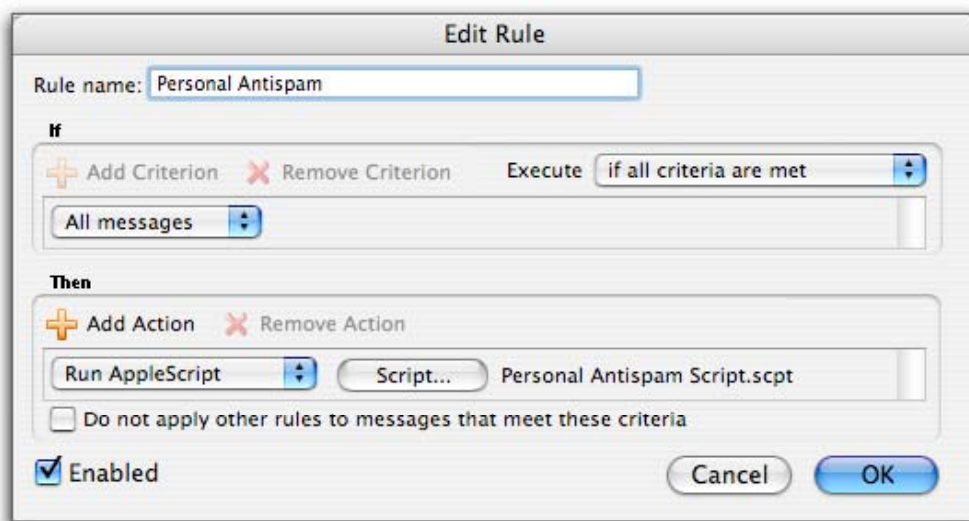 Edit Rule
Rule name: Personal Antispam
If
Add Criterion Remove Criterion Execute if all criteria are met
All messages
Then
Add Action Remove Action
Run AppleScript Script... Personal Antispam Script.scpt
Do not apply other rules to messages that meet these criteria
Enabled Cancel OK